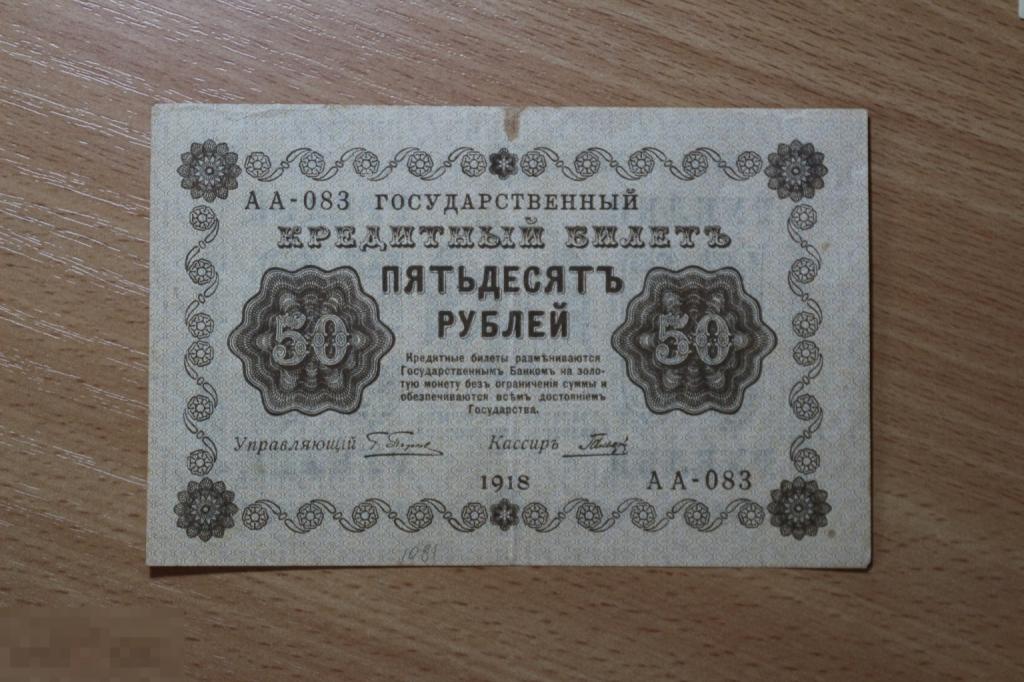 АА-083 ГОСУДАРСТВЕННЫЙ
КРЕДИТНЫЙ БИЛЕТЪ
ПЯТЬДЕСЯТЪ
РУБЛЕЙ
50
50
Кредитные билеты размѣниваются
Государственнымъ Банкомъ на золо-
тую монету безъ ограниченія суммы и
обезпечиваются всѣмъ достояніемъ
Государства.
Управляющій
Кассиръ
1918
АА-083
1081